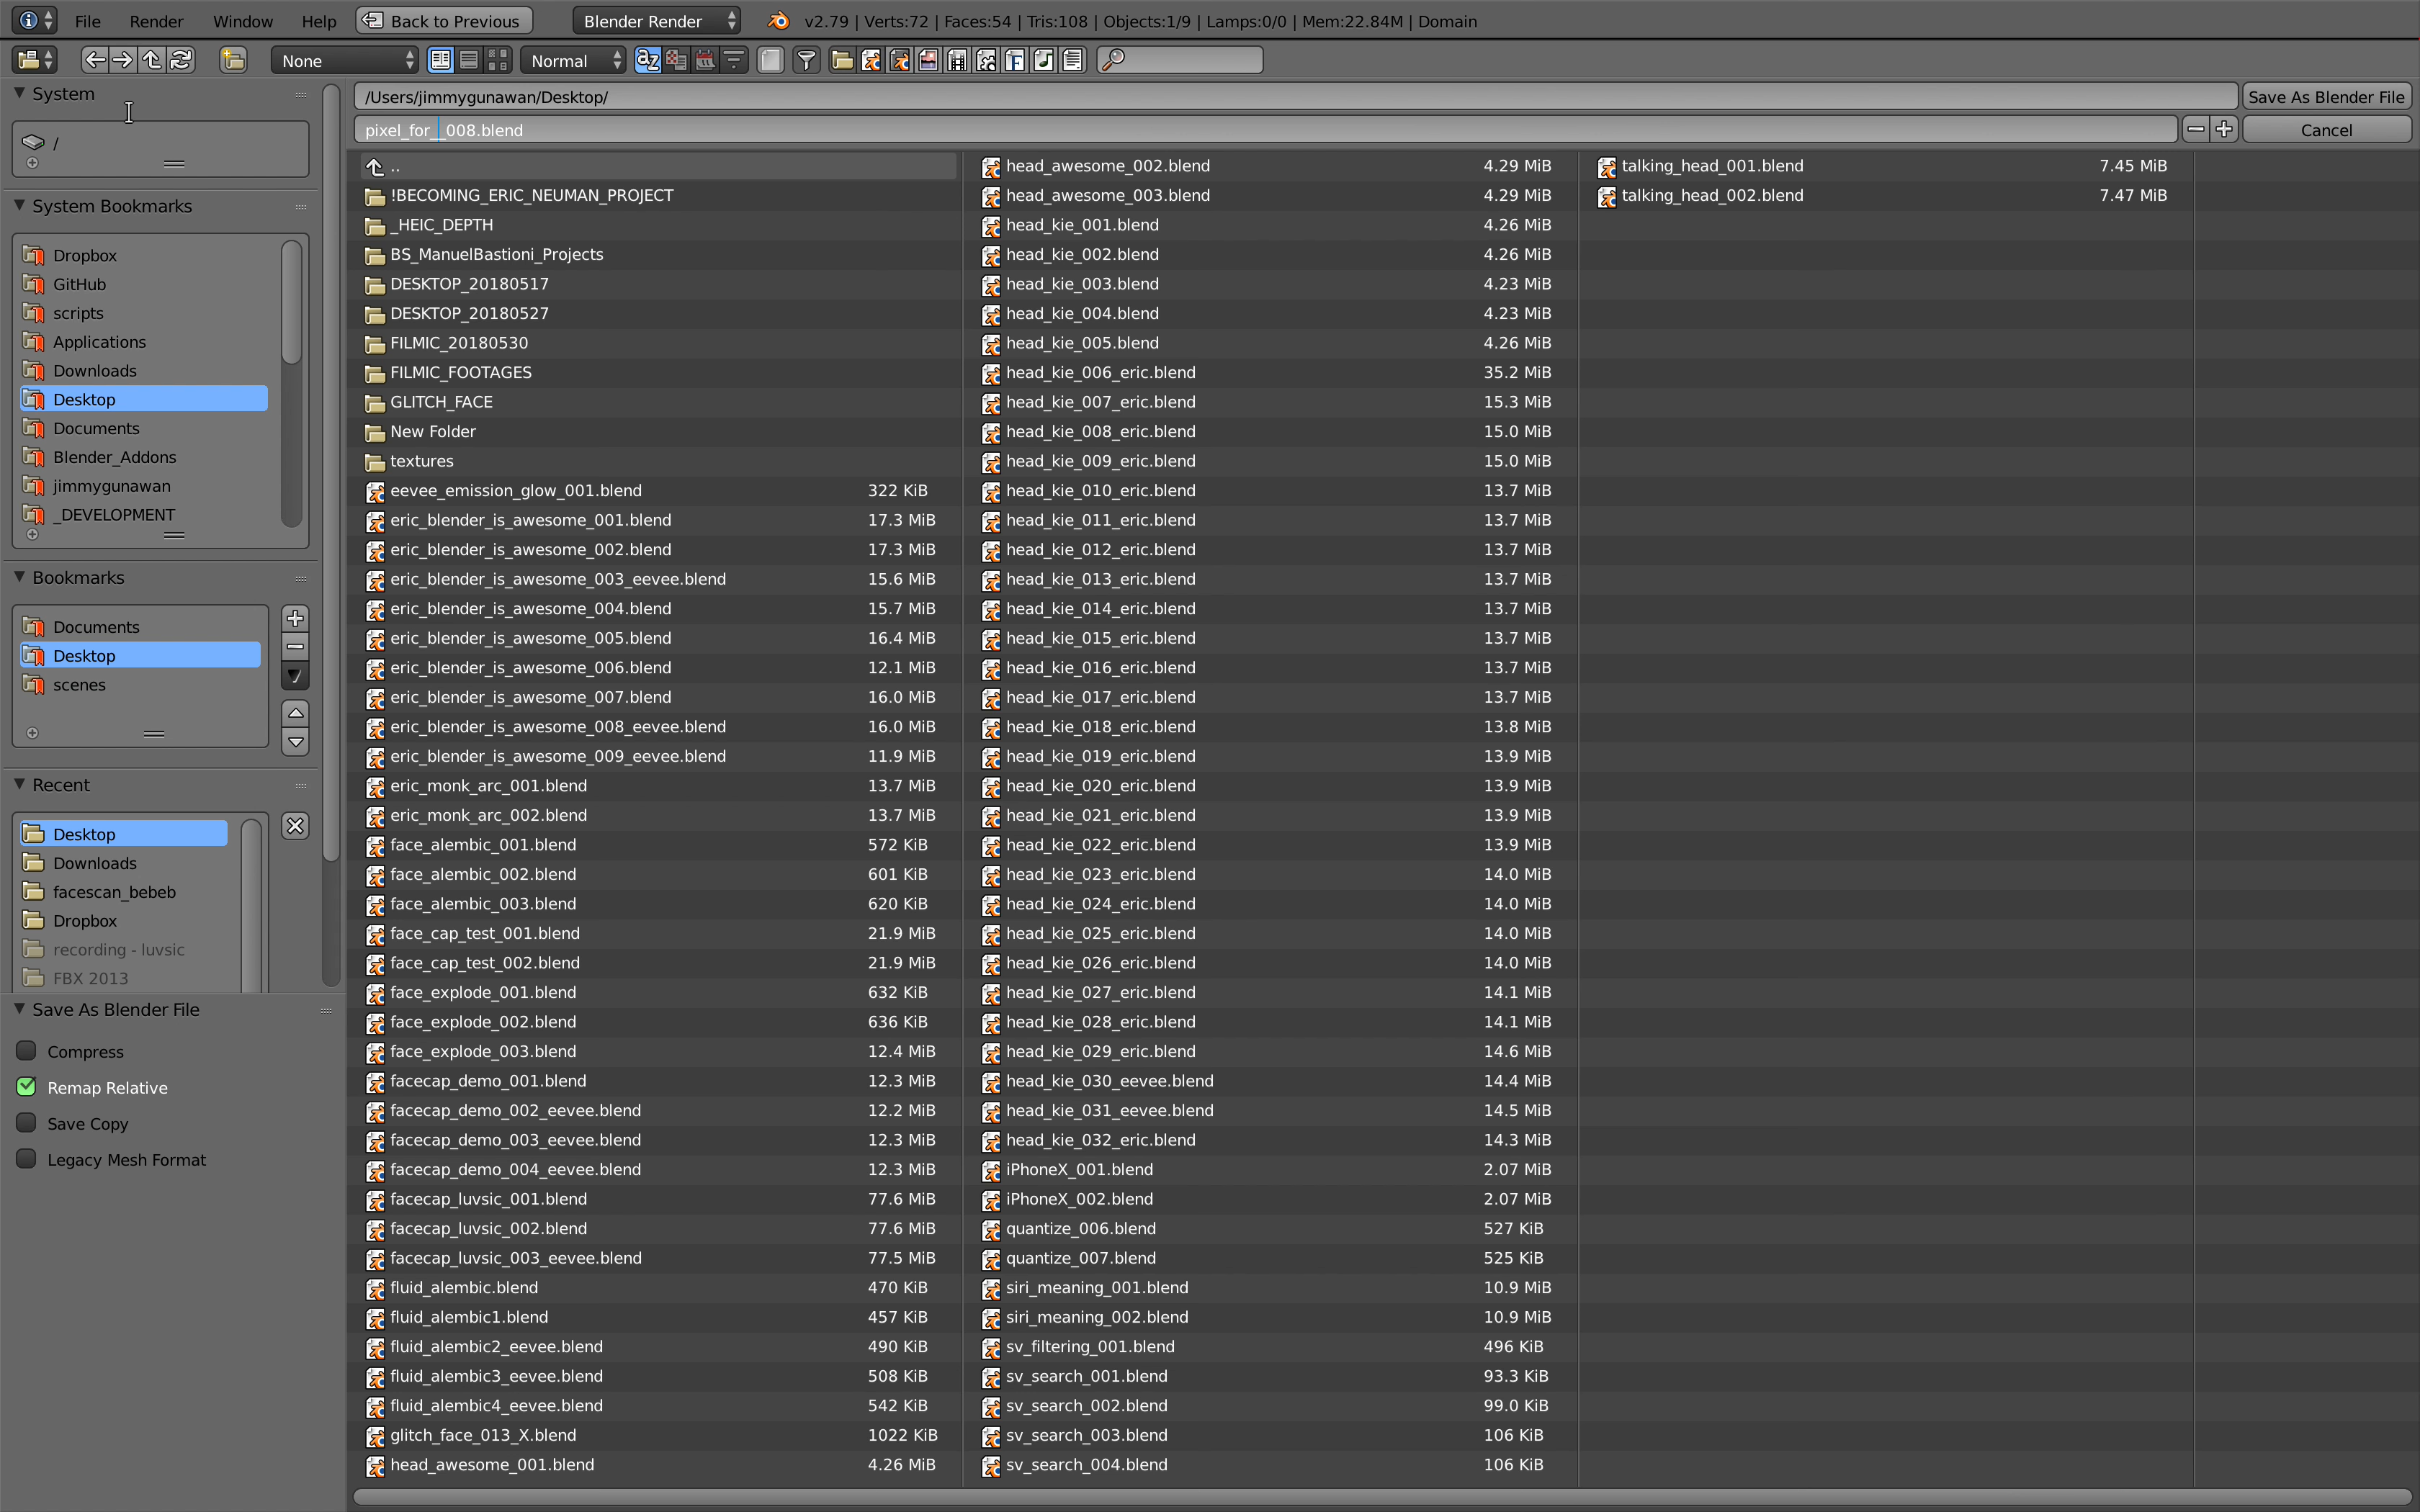 File Render Window Help Back to Previous Blender Render v2.79 | Verts:72 | Faces:54 | Tris:108 | Objects:1/9 | Lamps:0/0 | Mem:22.84M | Domain
None Normal
System
/
System Bookmarks
Dropbox
GitHub
scripts
Applications
Downloads
Desktop
Documents
Blender_Addons
jimmygunawan
_DEVELOPMENT
Bookmarks
Documents
Desktop
scenes
Recent
Desktop
Downloads
facescan_bebeb
Dropbox
recording - luvsic
FBX 2013
Save As Blender File
Compress
Remap Relative
Save Copy
Legacy Mesh Format
/Users/jimmygunawan/Desktop/ Save As Blender File
pixel_for__008.blend Cancel
..
!BECOMING_ERIC_NEUMAN_PROJECT
_HEIC_DEPTH
BS_ManuelBastioni_Projects
DESKTOP_20180517
DESKTOP_20180527
FILMIC_20180530
FILMIC_FOOTAGES
GLITCH_FACE
New Folder
textures
eevee_emission_glow_001.blend 322 KiB
eric_blender_is_awesome_001.blend 17.3 MiB
eric_blender_is_awesome_002.blend 17.3 MiB
eric_blender_is_awesome_003_eevee.blend 15.6 MiB
eric_blender_is_awesome_004.blend 15.7 MiB
eric_blender_is_awesome_005.blend 16.4 MiB
eric_blender_is_awesome_006.blend 12.1 MiB
eric_blender_is_awesome_007.blend 16.0 MiB
eric_blender_is_awesome_008_eevee.blend 16.0 MiB
eric_blender_is_awesome_009_eevee.blend 11.9 MiB
eric_monk_arc_001.blend 13.7 MiB
eric_monk_arc_002.blend 13.7 MiB
face_alembic_001.blend 572 KiB
face_alembic_002.blend 601 KiB
face_alembic_003.blend 620 KiB
face_cap_test_001.blend 21.9 MiB
face_cap_test_002.blend 21.9 MiB
face_explode_001.blend 632 KiB
face_explode_002.blend 636 KiB
face_explode_003.blend 12.4 MiB
facecap_demo_001.blend 12.3 MiB
facecap_demo_002_eevee.blend 12.2 MiB
facecap_demo_003_eevee.blend 12.3 MiB
facecap_demo_004_eevee.blend 12.3 MiB
facecap_luvsic_001.blend 77.6 MiB
facecap_luvsic_002.blend 77.6 MiB
facecap_luvsic_003_eevee.blend 77.5 MiB
fluid_alembic.blend 470 KiB
fluid_alembic1.blend 457 KiB
fluid_alembic2_eevee.blend 490 KiB
fluid_alembic3_eevee.blend 508 KiB
fluid_alembic4_eevee.blend 542 KiB
glitch_face_013_X.blend 1022 KiB
head_awesome_001.blend 4.26 MiB
head_awesome_002.blend 4.29 MiB
head_awesome_003.blend 4.29 MiB
head_kie_001.blend 4.26 MiB
head_kie_002.blend 4.26 MiB
head_kie_003.blend 4.23 MiB
head_kie_004.blend 4.23 MiB
head_kie_005.blend 4.26 MiB
head_kie_006_eric.blend 35.2 MiB
head_kie_007_eric.blend 15.3 MiB
head_kie_008_eric.blend 15.0 MiB
head_kie_009_eric.blend 15.0 MiB
head_kie_010_eric.blend 13.7 MiB
head_kie_011_eric.blend 13.7 MiB
head_kie_012_eric.blend 13.7 MiB
head_kie_013_eric.blend 13.7 MiB
head_kie_014_eric.blend 13.7 MiB
head_kie_015_eric.blend 13.7 MiB
head_kie_016_eric.blend 13.7 MiB
head_kie_017_eric.blend 13.7 MiB
head_kie_018_eric.blend 13.8 MiB
head_kie_019_eric.blend 13.9 MiB
head_kie_020_eric.blend 13.9 MiB
head_kie_021_eric.blend 13.9 MiB
head_kie_022_eric.blend 13.9 MiB
head_kie_023_eric.blend 14.0 MiB
head_kie_024_eric.blend 14.0 MiB
head_kie_025_eric.blend 14.0 MiB
head_kie_026_eric.blend 14.0 MiB
head_kie_027_eric.blend 14.1 MiB
head_kie_028_eric.blend 14.1 MiB
head_kie_029_eric.blend 14.6 MiB
head_kie_030_eevee.blend 14.4 MiB
head_kie_031_eevee.blend 14.5 MiB
head_kie_032_eric.blend 14.3 MiB
iPhoneX_001.blend 2.07 MiB
iPhoneX_002.blend 2.07 MiB
quantize_006.blend 527 KiB
quantize_007.blend 525 KiB
siri_meaning_001.blend 10.9 MiB
siri_meaning_002.blend 10.9 MiB
sv_filtering_001.blend 496 KiB
sv_search_001.blend 93.3 KiB
sv_search_002.blend 99.0 KiB
sv_search_003.blend 106 KiB
sv_search_004.blend 106 KiB
talking_head_001.blend 7.45 MiB
talking_head_002.blend 7.47 MiB